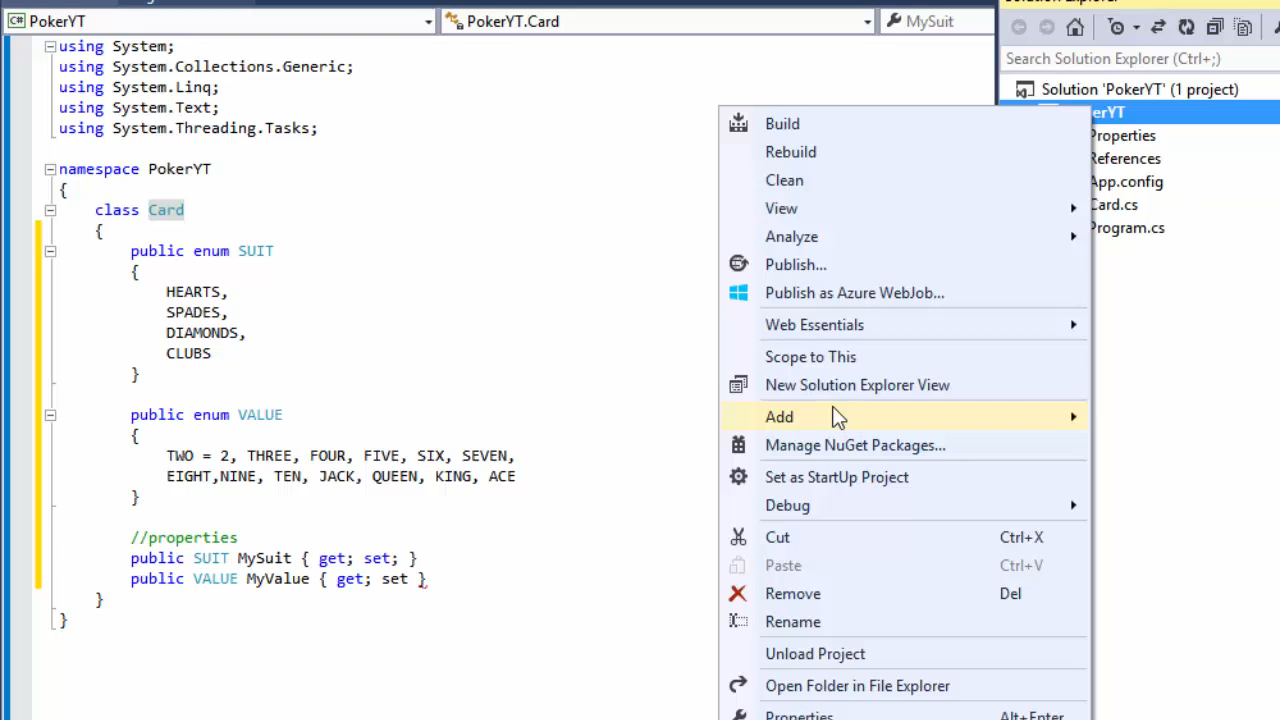 Solution Explorer
PokerYT
PokerYT.Card
MySuit
Search Solution Explorer (Ctrl+;)
Solution 'PokerYT' (1 project)
erYT
Properties
References
App.config
Card.cs
Program.cs
using System;
using System.Collections.Generic;
using System.Linq;
using System.Text;
using System.Threading.Tasks;
namespace PokerYT
{
class Card
{
public enum SUIT
{
HEARTS,
SPADES,
DIAMONDS,
CLUBS
}
public enum VALUE
{
TWO = 2, THREE, FOUR, FIVE, SIX, SEVEN,
EIGHT,NINE, TEN, JACK, QUEEN, KING, ACE
}
//properties
public SUIT MySuit { get; set; }
public VALUE MyValue { get; set }
}
}
Build
Rebuild
Clean
View
Analyze
Publish...
Publish as Azure WebJob...
Web Essentials
Scope to This
New Solution Explorer View
Add
Manage NuGet Packages...
Set as StartUp Project
Debug
Cut Ctrl+X
Paste Ctrl+V
Remove Del
Rename
Unload Project
Open Folder in File Explorer
Properties Alt+Enter